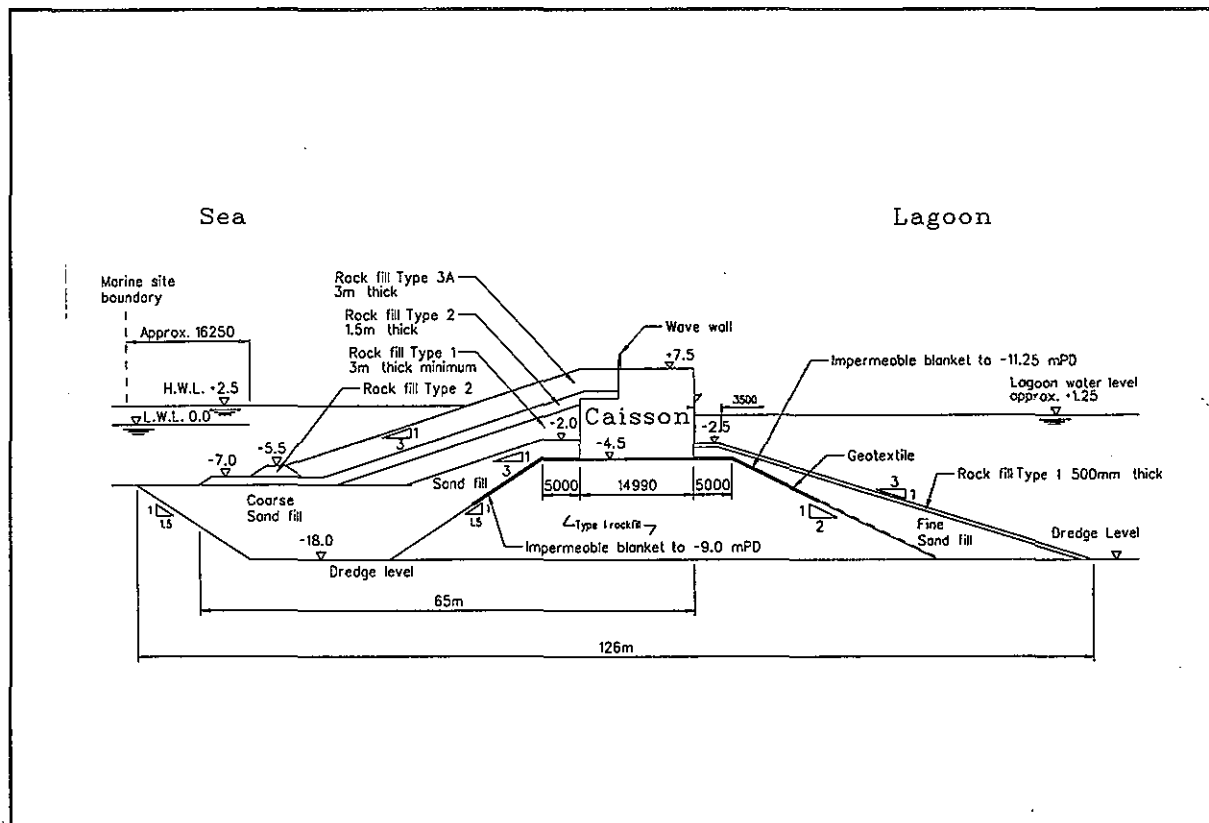 Sea
Lagoon
Marine site
boundary
Approx. 16250
H.W.L. +2.5
L.W.L. 0.0
Rock fill Type 3A
3m thick
Rock fill Type 2
1.5m thick
Rock fill Type 1
3m thick minimum
Rock fill Type 2
Wave wall
+7.5
Impermeable blanket to -11.25 mPD
Lagoon water level
approx. +1.25
3500
Caisson
-2.0
-2.5
-4.5
-5.5
-7.0
1
3
1
3
Sand fill
Coarse
Sand fill
1
1.5
1
1.5
5000
14990
5000
Type 1 rockfill
Impermeable blanket to -9.0 mPD
Geotextile
Rock fill Type 1 500mm thick
3
1
1
2
Fine
Sand fill
Dredge Level
-18.0
Dredge level
65m
126m